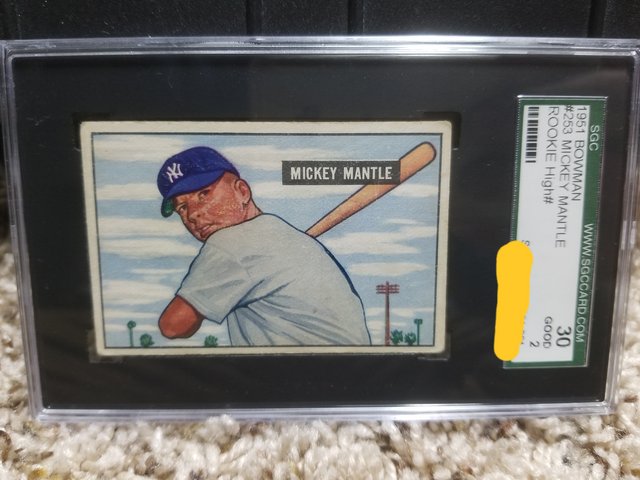 NY
MICKEY MANTLE
SGC
WWW.SGCCARD.COM
1951 BOWMAN
#253 MICKEY MANTLE
ROOKIE High#
30
GOOD
2